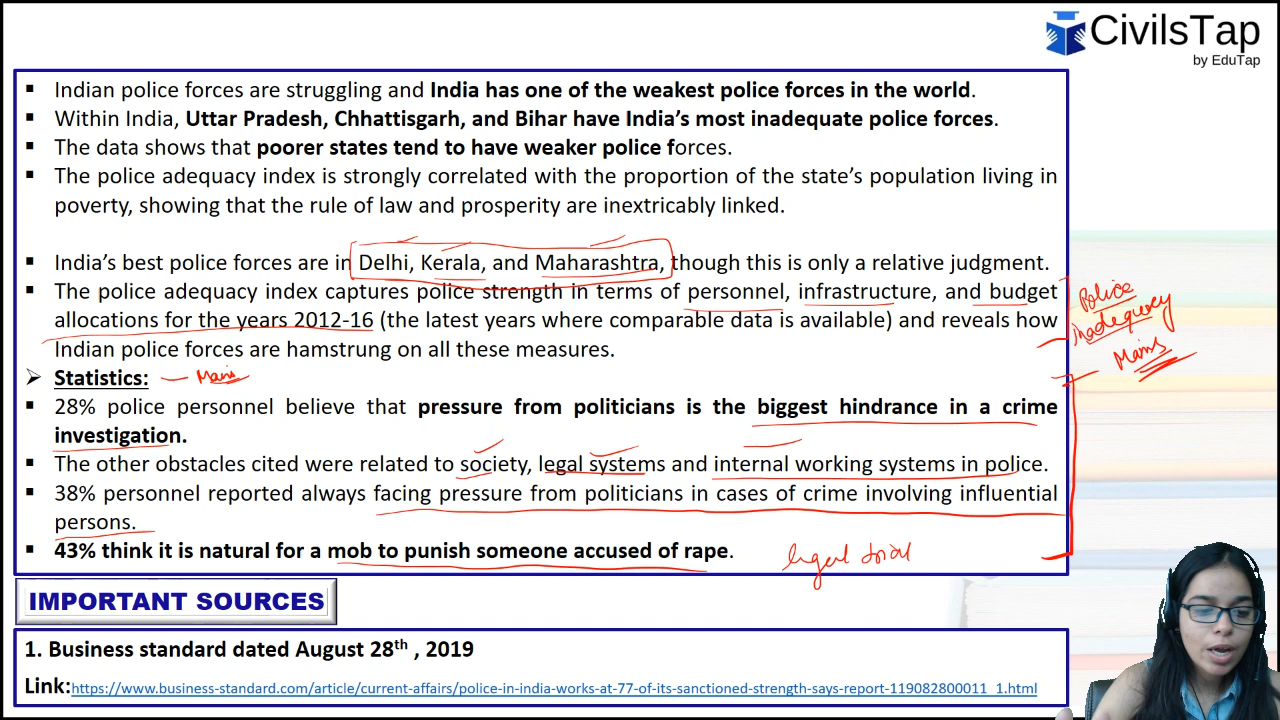 CivilsTap
by EduTap
▪ Indian police forces are struggling and India has one of the weakest police forces in the world.
▪ Within India, Uttar Pradesh, Chhattisgarh, and Bihar have India's most inadequate police forces.
▪ The data shows that poorer states tend to have weaker police forces.
▪ The police adequacy index is strongly correlated with the proportion of the state's population living in
poverty, showing that the rule of law and prosperity are inextricably linked.
▪ India's best police forces are in Delhi, Kerala, and Maharashtra, though this is only a relative judgment.
▪ The police adequacy index captures police strength in terms of personnel, infrastructure, and budget
allocations for the years 2012-16 (the latest years where comparable data is available) and reveals how
Indian police forces are hamstrung on all these measures.
Police
inadequacy
Mains
➢ Statistics: — Mains
▪ 28% police personnel believe that pressure from politicians is the biggest hindrance in a crime
investigation.
▪ The other obstacles cited were related to society, legal systems and internal working systems in police.
▪ 38% personnel reported always facing pressure from politicians in cases of crime involving influential
persons.
▪ 43% think it is natural for a mob to punish someone accused of rape.
legal trial
IMPORTANT SOURCES
1. Business standard dated August 28th , 2019
Link:https://www.business-standard.com/article/current-affairs/police-in-india-works-at-77-of-its-sanctioned-strength-says-report-119082800011_1.html